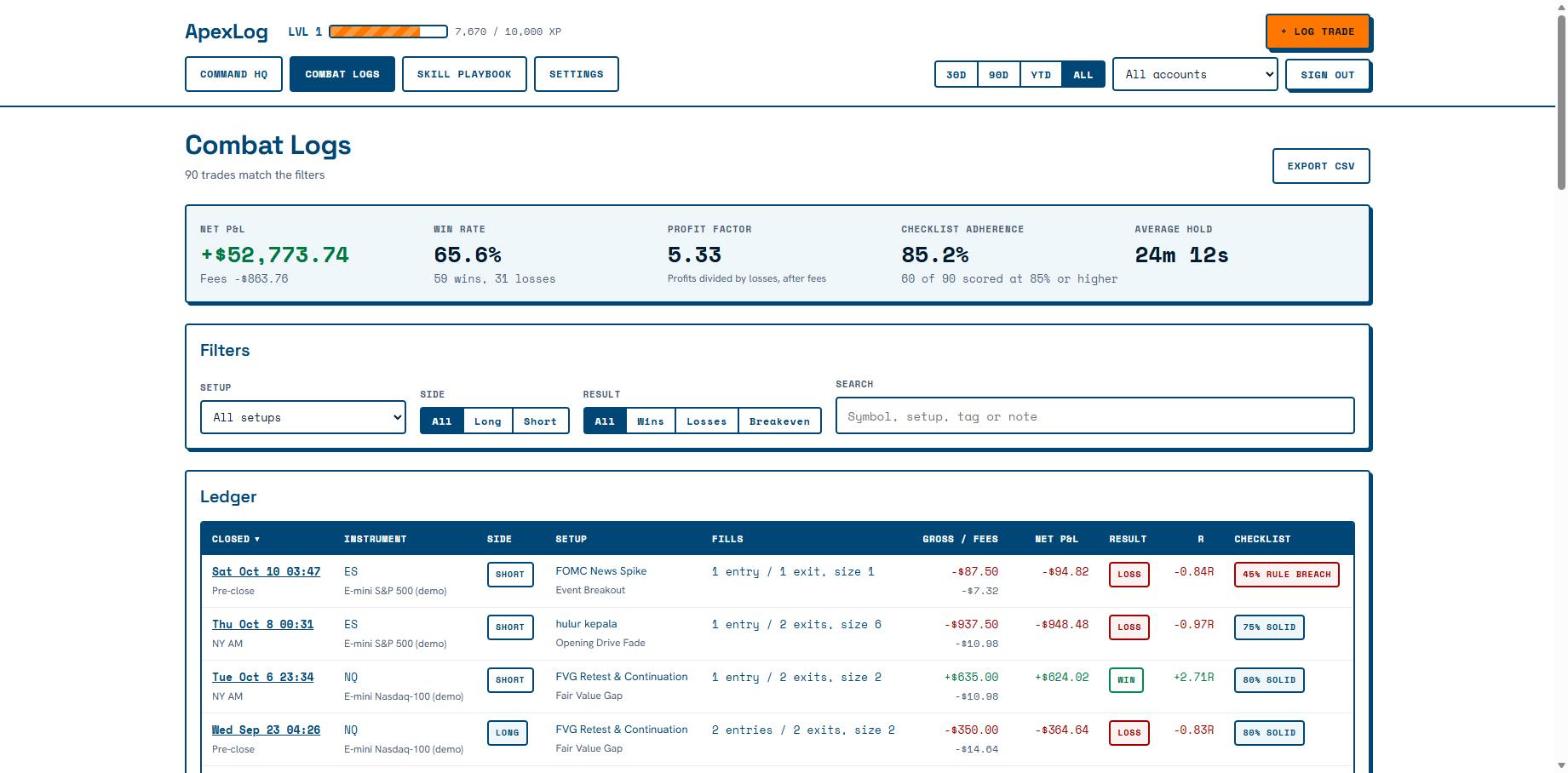 ApexLog LVL 1 7,670 / 10,000 XP + LOG TRADE
COMMAND HQ COMBAT LOGS SKILL PLAYBOOK SETTINGS 30D 90D YTD ALL All accounts SIGN OUT
Combat Logs
90 trades match the filters
EXPORT CSV
NET P&L WIN RATE PROFIT FACTOR CHECKLIST ADHERENCE AVERAGE HOLD
+$52,773.74 65.6% 5.33 85.2% 24m 12s
Fees -$863.76 59 wins, 31 losses Profits divided by losses, after fees 60 of 90 scored at 85% or higher
Filters
SETUP SIDE RESULT SEARCH
All setups All Long Short All Wins Losses Breakeven Symbol, setup, tag or note
Ledger
CLOSED ▼ INSTRUMENT SIDE SETUP FILLS GROSS / FEES NET P&L RESULT R CHECKLIST
Sat Oct 10 03:47 ES SHORT FOMC News Spike 1 entry / 1 exit, size 1 -$87.50 -$94.82 LOSS -0.84R 45% RULE BREACH
Pre-close E-mini S&P 500 (demo) Event Breakout -$7.32
Thu Oct 8 00:31 ES SHORT hulur kepala 1 entry / 2 exits, size 6 -$937.50 -$948.48 LOSS -0.97R 75% SOLID
NY AM E-mini S&P 500 (demo) Opening Drive Fade -$10.98
Tue Oct 6 23:34 NQ SHORT FVG Retest & Continuation 1 entry / 2 exits, size 2 +$635.00 +$624.02 WIN +2.71R 80% SOLID
NY AM E-mini Nasdaq-100 (demo) Fair Value Gap -$10.98
Wed Sep 23 04:26 NQ LONG FVG Retest & Continuation 2 entries / 2 exits, size 2 -$350.00 -$364.64 LOSS -0.83R 80% SOLID
Pre-close E-mini Nasdaq-100 (demo) Fair Value Gap -$14.64